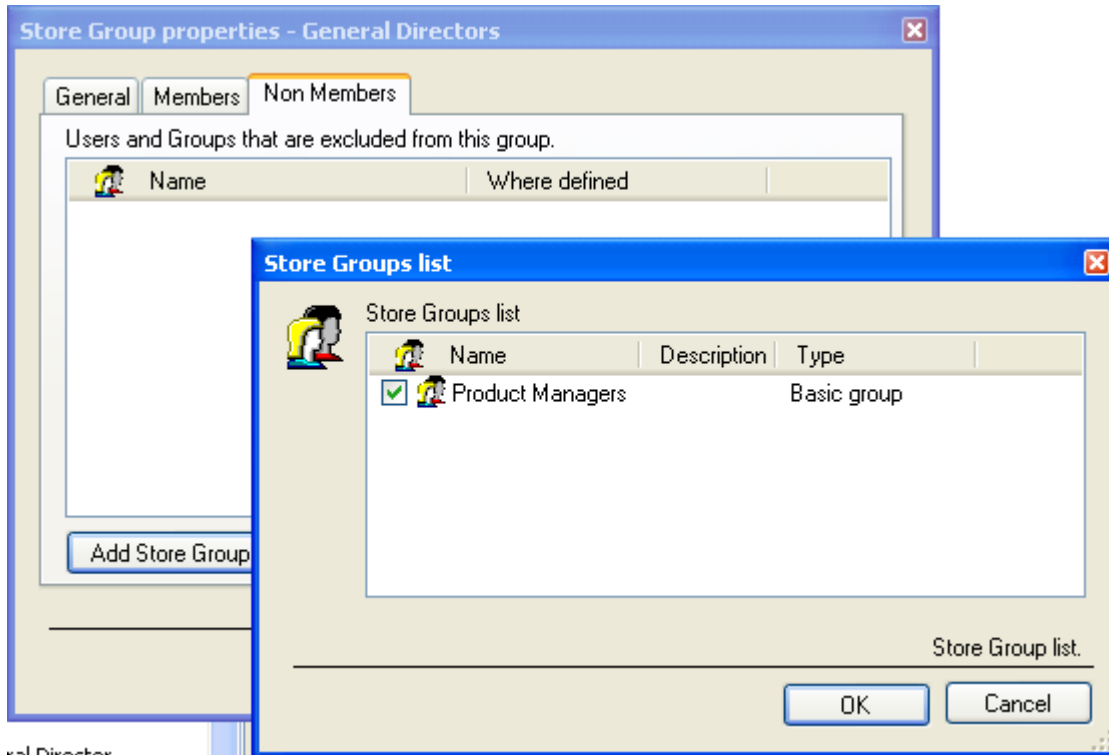 Store Group properties - General Directors
General Members Non Members
Users and Groups that are excluded from this group.
Name Where defined
Store Groups list
Store Groups list
Name Description Type
Product Managers Basic group
Add Store Group
Store Group list.
OK Cancel
ral Director